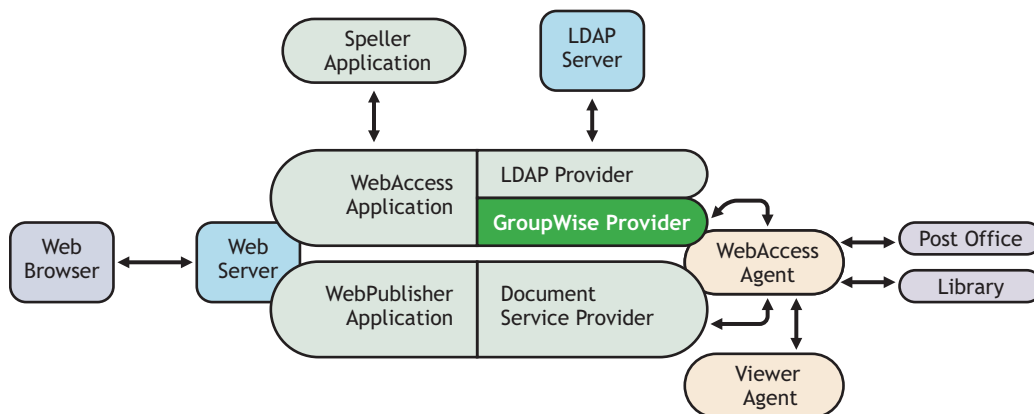 Speller
Application
LDAP
Server
WebAccess
Application
LDAP Provider
GroupWise Provider
Web
Browser
Web
Server
WebAccess
Agent
Post Office
Library
WebPublisher
Application
Document
Service Provider
Viewer
Agent